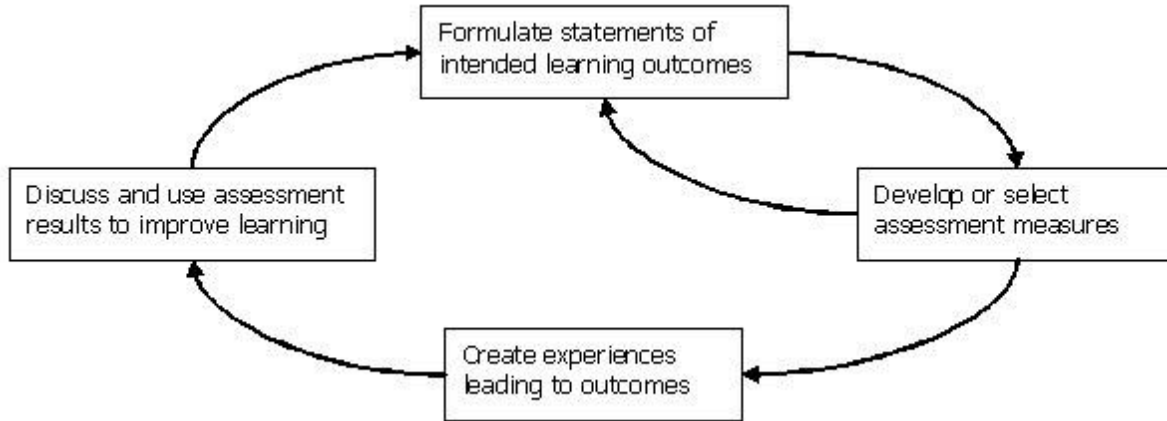 Formulate statements of
intended learning outcomes
Develop or select
assessment measures
Create experiences
leading to outcomes
Discuss and use assessment
results to improve learning